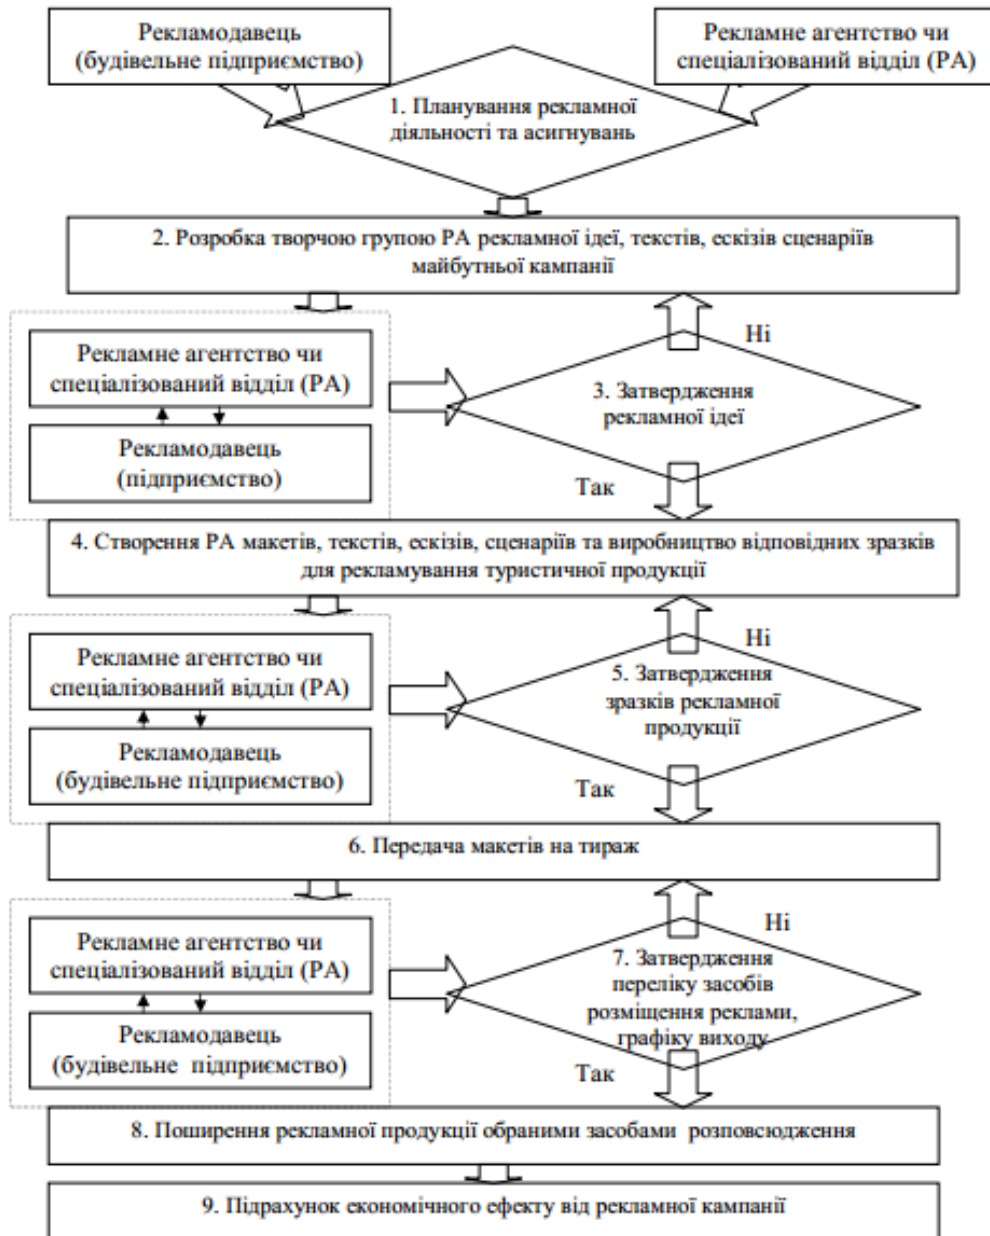 Рекламодавець
(будівельне підприємство)
Рекламне агентство чи
спеціалізований відділ (РА)
1. Планування рекламної
діяльності та асигнувань
2. Розробка творчою групою РА рекламної ідеї, текстів, ескізів сценаріїв
майбутньої кампанії
Рекламне агентство чи
спеціалізований відділ (РА)
Рекламодавець
(підприємство)
Ні
3. Затвердження
рекламної ідеї
Так
4. Створення РА макетів, текстів, ескізів, сценаріїв та виробництво відповідних зразків
для рекламування туристичної продукції
Рекламне агентство чи
спеціалізований відділ (РА)
Рекламодавець
(будівельне підприємство)
Ні
5. Затвердження
зразків рекламної
продукції
Так
6. Передача макетів на тираж
Рекламне агентство чи
спеціалізований відділ (РА)
Рекламодавець
(будівельне підприємство)
Ні
7. Затвердження
переліку засобів
розміщення реклами,
графіку виходу
Так
8. Поширення рекламної продукції обраними засобами розповсюдження
9. Підрахунок економічного ефекту від рекламної кампанії